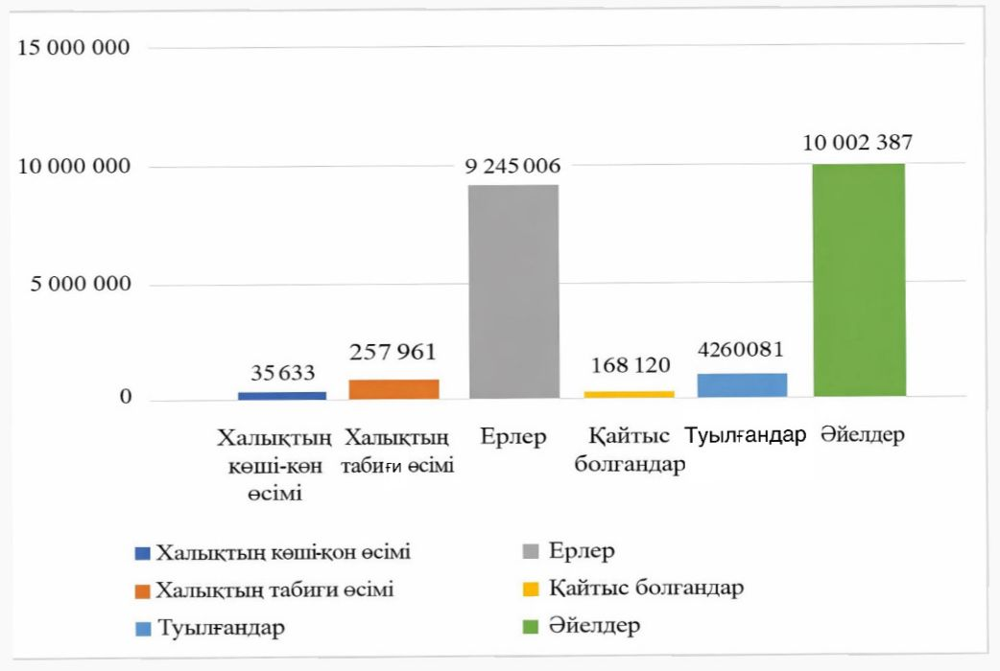 15 000 000
10 002 387
10 000 000
9 245 006
5 000 000
4260081
257 961
168 120
35 633
0
Халықтың
көші-көн
өсімі
Халықтың
табиғи өсімі
Ерлер
Қайтыс
болғандар
Туылғандар
Әйелдер
Халықтың көші-қон өсімі
Ерлер
Халықтың табиги өсімі
Қайтыс болғандар
Туылғандар
Әйелдер